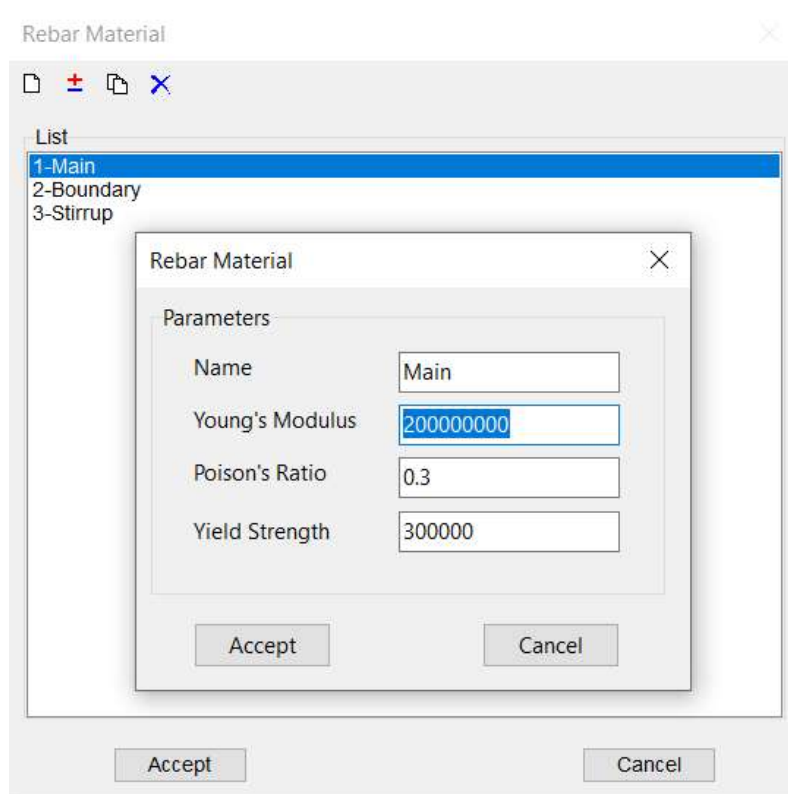 Rebar Material
List
1-Main
2-Boundary
3-Stirrup
Rebar Material
Parameters
Name Main
Young's Modulus 200000000
Poison's Ratio 0.3
Yield Strength 300000
Accept Cancel
Accept Cancel